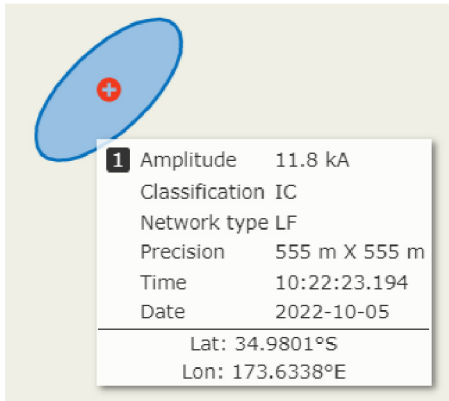 1 Amplitude 11.8 kA
Classification IC
Network type LF
Precision 555 m X 555 m
Time 10:22:23.194
Date 2022-10-05
Lat: 34.9801°S
Lon: 173.6338°E